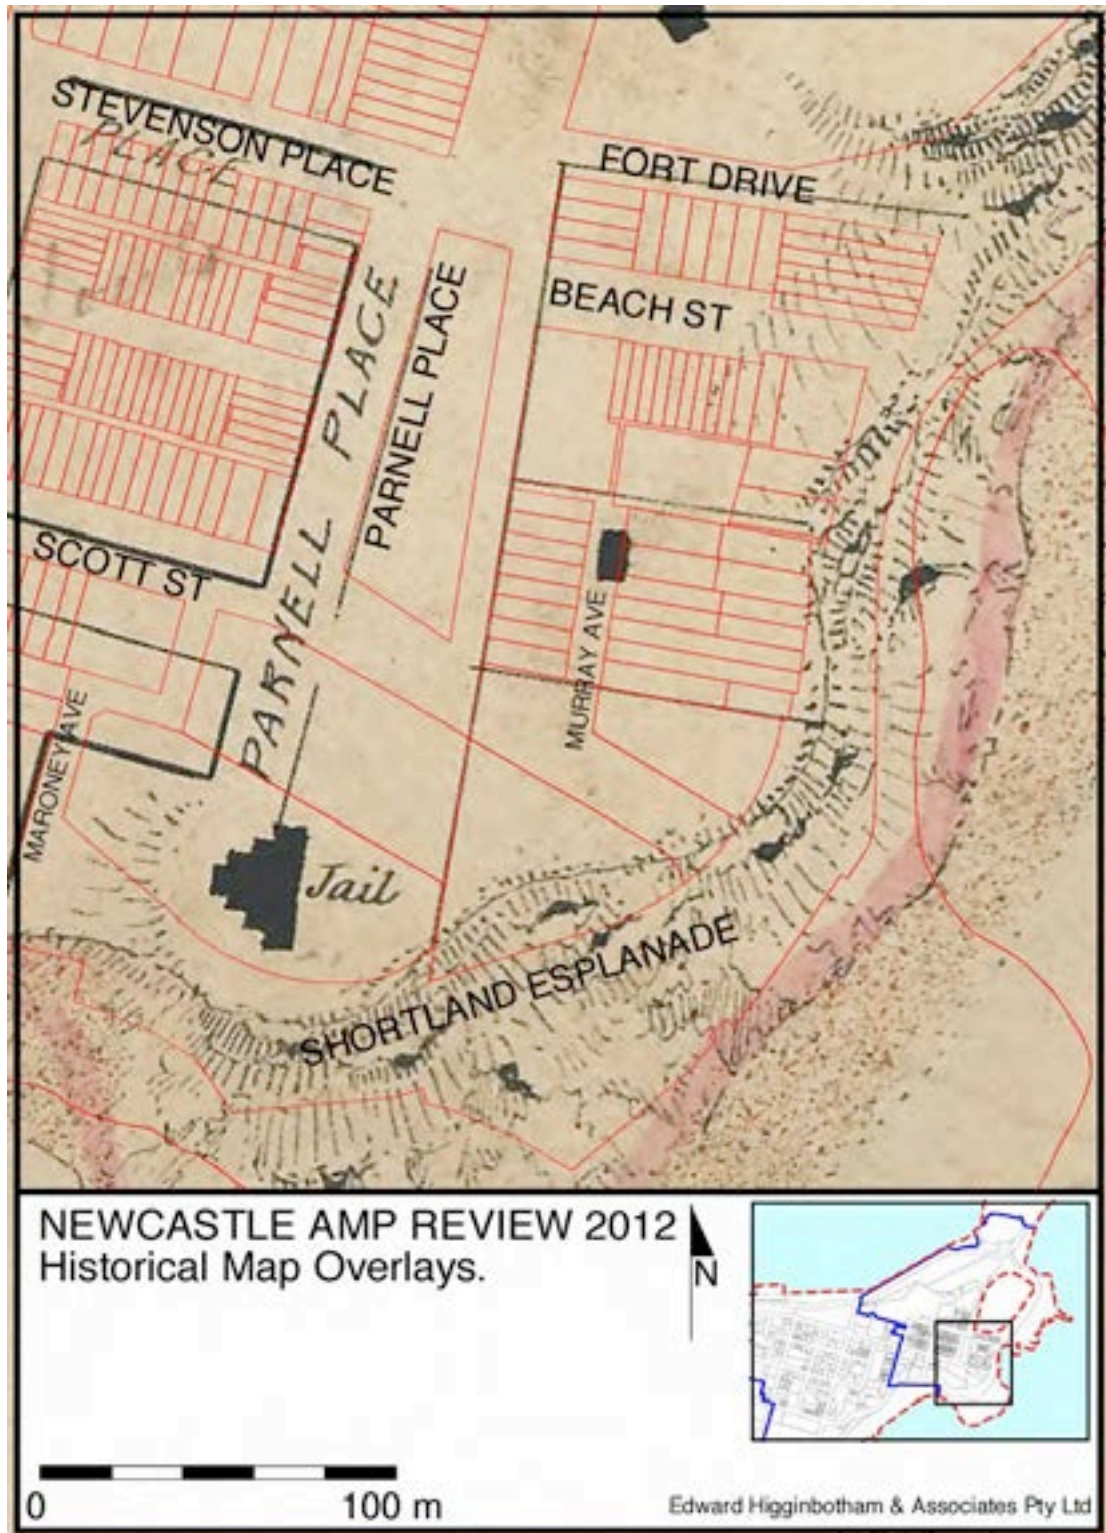 STEVENSON PLACE
PLACE
FORT DRIVE
BEACH ST
PARNELL PLACE
PARNELL PLACE
SCOTT ST
MURRAY AVE
MARONEY AVE
Jail
SHORTLAND ESPLANADE
NEWCASTLE AMP REVIEW 2012
Historical Map Overlays.
N
0 100 m
Edward Higginbotham & Associates Pty Ltd